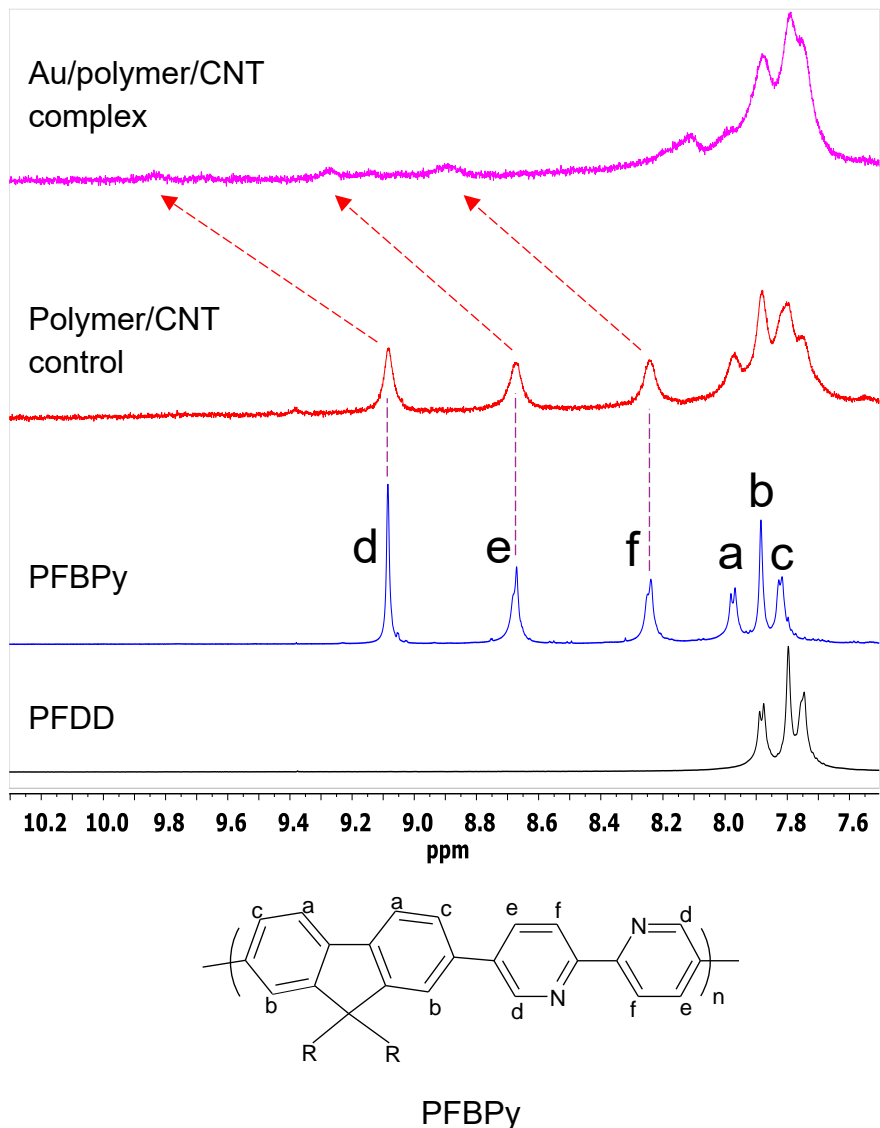 Au/polymer/CNT
complex
Polymer/CNT
control
b
d
e
f
a
c
PFBPy
PFDD
10.2 10.0 9.8 9.6 9.4 9.2 9.0 8.8 8.6 8.4 8.2 8.0 7.8 7.6
ppm
c a a c e f N d
b b d N f e n
R R
PFBPy